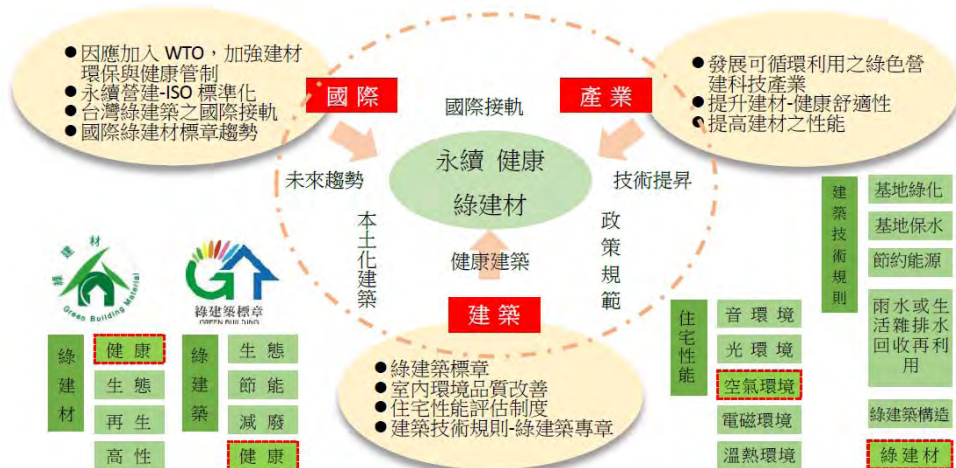 ●因應加入 WTO，加強建材
環保與健康管制
●永續營建-ISO 標準化
●台灣綠建築之國際接軌
●國際綠建材標章趨勢
國際
國際接軌
產業
●發展可循環利用之綠色營
建科技產業
●提升建材-健康舒適性
●提高建材之性能
永續 健康
綠建材
未來趨勢
技術提昇
本土化建築
健康建築
政策規範
建築
●綠建築標章
●室內環境品質改善
●住宅性能評估制度
●建築技術規則-綠建築專章
綠建材
Green Building Material
綠建築標章
GREEN BUILDING
綠建材
健康
生態
再生
高性
綠建築
生態
節能
減廢
健康
住宅性能
音環境
光環境
空氣環境
電磁環境
溫熱環境
建築技術規則
基地綠化
基地保水
節約能源
雨水或生
活雜排水
回收再利
用
綠建築構造
綠建材